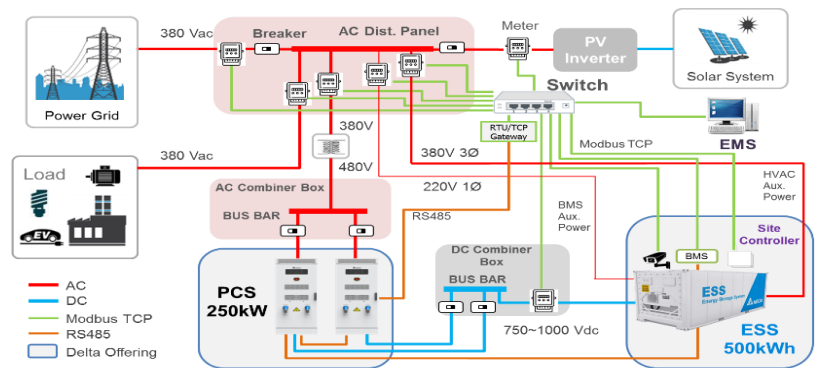 380 Vac
Breaker
AC Dist. Panel
Meter
PV
Inverter
Solar System
Power Grid
Switch
RTU/TCP
Gateway
EMS
Modbus TCP
380V
480V
380V 3Ø
220V 1Ø
380 Vac
Load
EV
AC Combiner Box
BUS BAR
RS485
BMS
Aux.
Power
HVAC
Aux.
Power
Site
Controller
BMS
DC Combiner
Box
BUS BAR
750~1000 Vdc
PCS
250kW
ESS
Energy Storage System
ESS
500kWh
AC
DC
Modbus TCP
RS485
Delta Offering